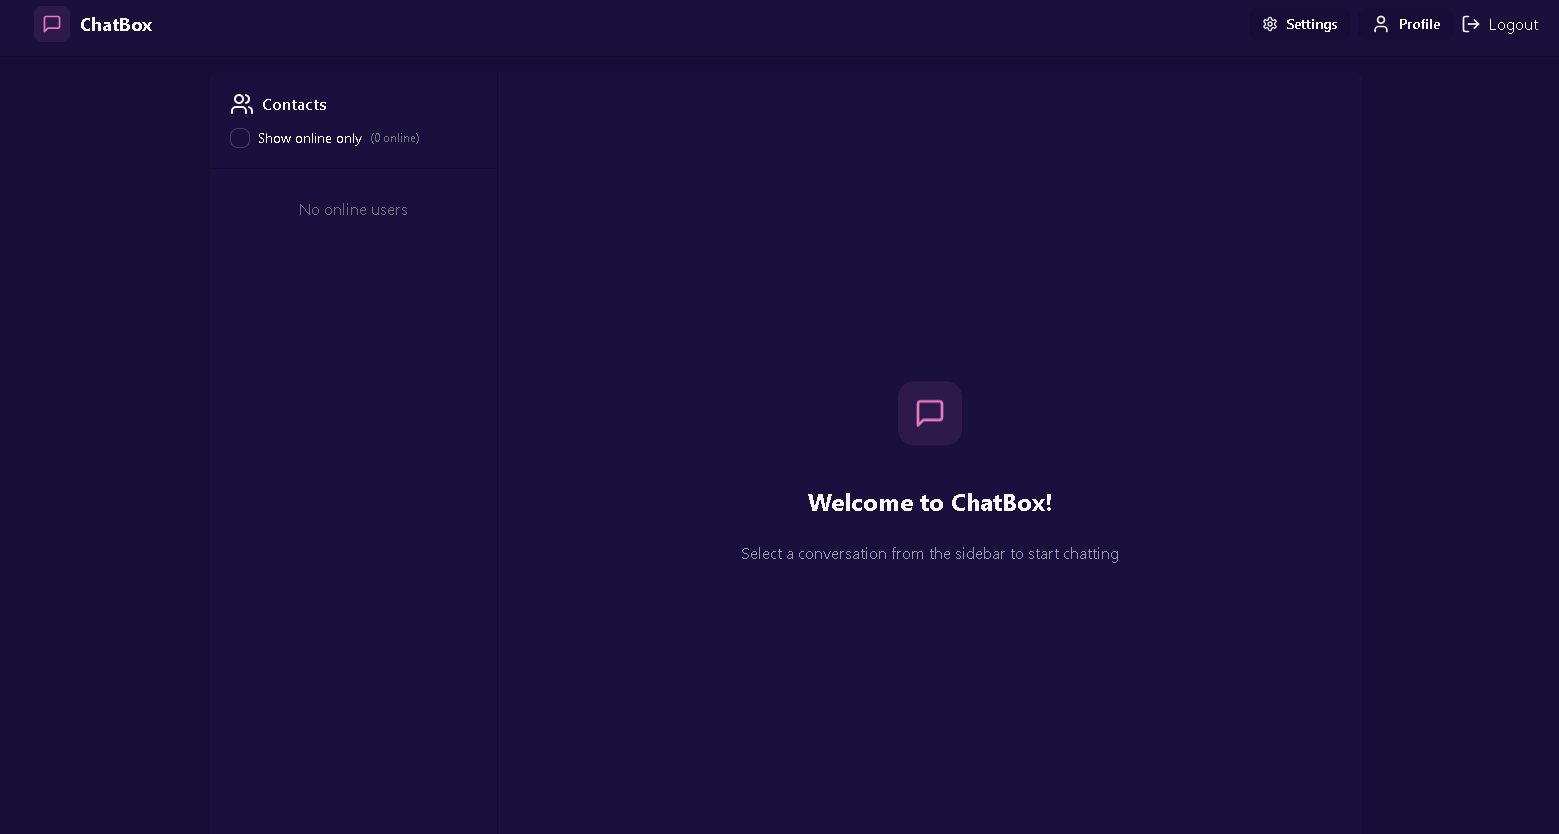 ChatBox
Settings
Profile
Logout
Contacts
Show online only (0 online)
No online users
Welcome to ChatBox!
Select a conversation from the sidebar to start chatting